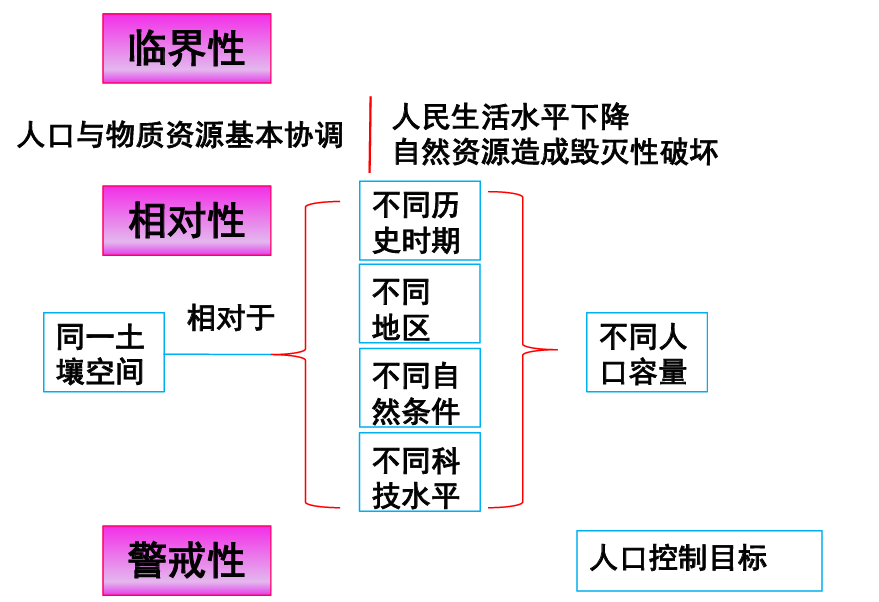 临界性
人口与物质资源基本协调
人民生活水平下降
自然资源造成毁灭性破坏
相对性
同一土
壤空间
相对于
不同历
史时期
不同
地区
不同自
然条件
不同科
技水平
不同人
口容量
警戒性
人口控制目标